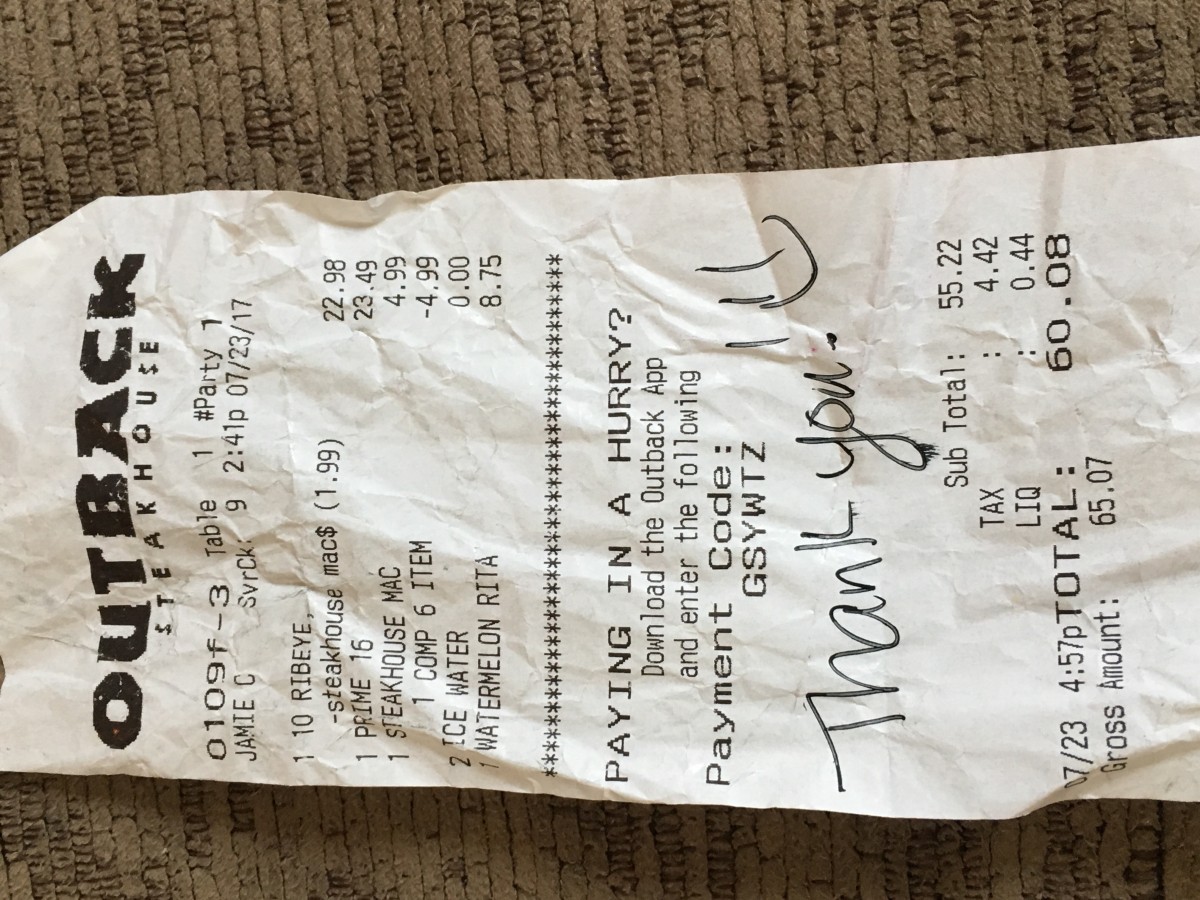 OUTBACK
STEAKHOUSE
0109f-3 Table 1 #Party 1
JAMIE C SvrCk: 9 2:41p 07/23/17
1 10 RIBEYE, 22.98
-steakhouse mac$ (1.99)
1 PRIME 16 23.49
1 STEAKHOUSE MAC 4.99
1 COMP 6 ITEM -4.99
2 ICE WATER 0.00
1 WATERMELON RITA 8.75
****************************************
PAYING IN A HURRY?
Download the Outback App
and enter the following
Payment Code:
GSYWTZ
Thank you.
Sub Total: 55.22
TAX : 4.42
LIQ : 0.44
07/23 4:57pTOTAL: 60.08
Gross Amount: 65.07